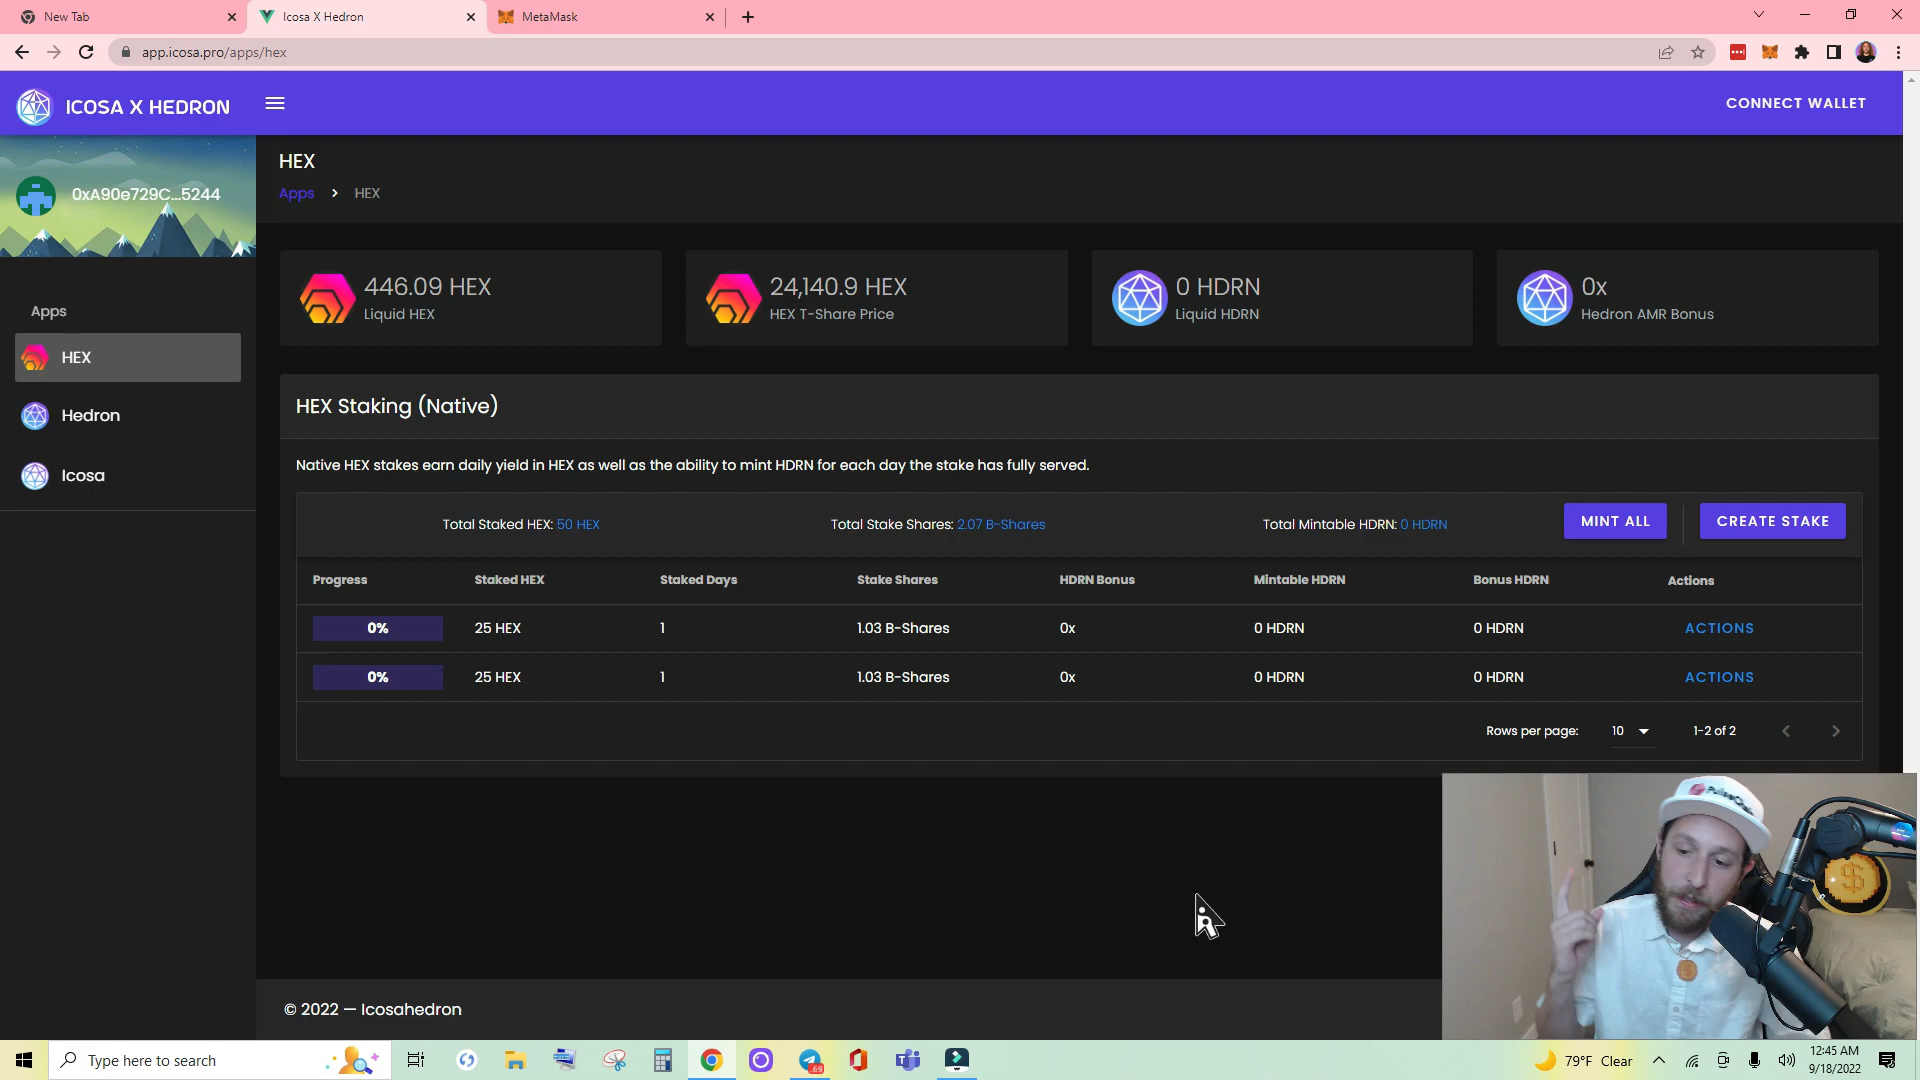 New Tab
Icosa X Hedron
MetaMask
app.icosa.pro/apps/hex
ICOSA X HEDRON
CONNECT WALLET
0xA90e729C...5244
HEX
Apps
HEX
446.09 HEX
Liquid HEX
24,140.9 HEX
HEX T-Share Price
0 HDRN
Liquid HDRN
0x
Hedron AMR Bonus
Apps
HEX
Hedron
Icosa
HEX Staking (Native)
Native HEX stakes earn daily yield in HEX as well as the ability to mint HDRN for each day the stake has fully served.
Total Staked HEX: 50 HEX
Total Stake Shares: 2.07 B-Shares
Total Mintable HDRN: 0 HDRN
MINT ALL
CREATE STAKE
Progress Staked HEX Staked Days Stake Shares HDRN Bonus Mintable HDRN Bonus HDRN Actions
0% 25 HEX 1 1.03 B-Shares 0x 0 HDRN 0 HDRN ACTIONS
0% 25 HEX 1 1.03 B-Shares 0x 0 HDRN 0 HDRN ACTIONS
Rows per page: 10 1-2 of 2
© 2022 — Icosahedron
Type here to search
69
79°F Clear
12:45 AM
9/18/2022